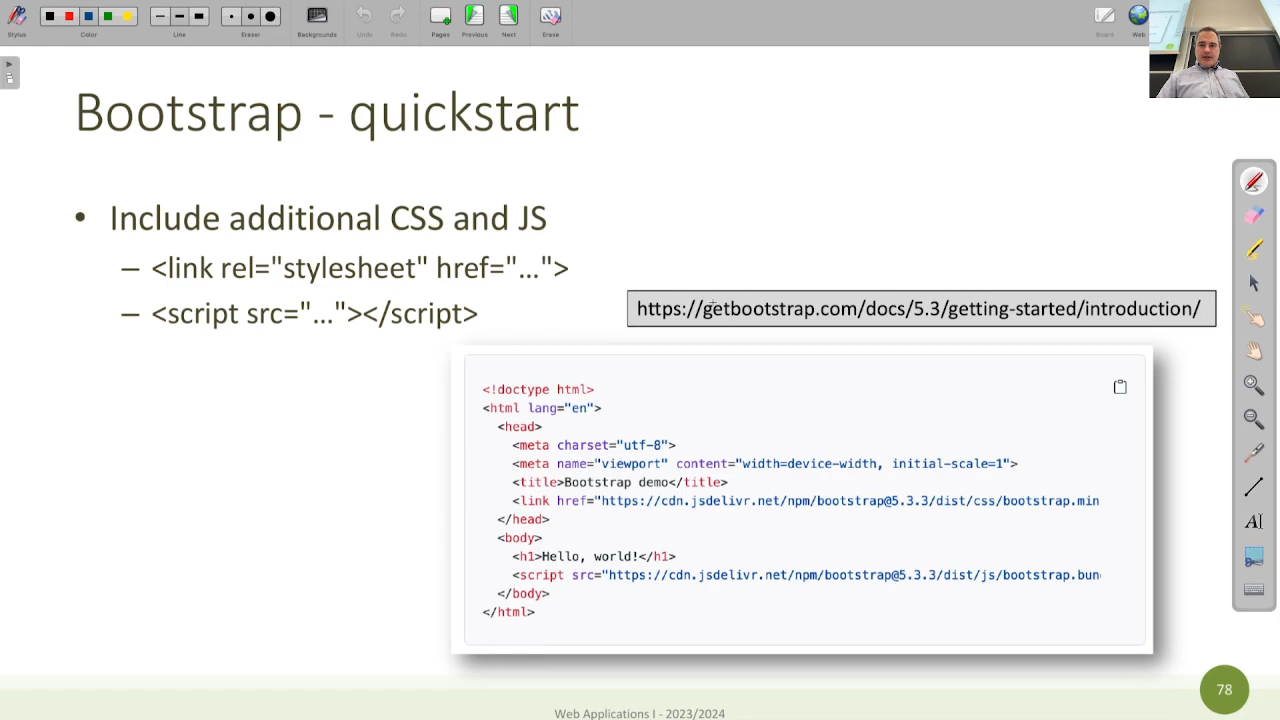 Stylus
Color
Line
Eraser
Backgrounds
Undo
Redo
Pages
Previous
Next
Erase
Board
Web
Bootstrap - quickstart
• Include additional CSS and JS
– <link rel="stylesheet" href="...">
– <script src="..."></script>
https://getbootstrap.com/docs/5.3/getting-started/introduction/
<!doctype html>
<html lang="en">
<head>
<meta charset="utf-8">
<meta name="viewport" content="width=device-width, initial-scale=1">
<title>Bootstrap demo</title>
<link href="https://cdn.jsdelivr.net/npm/bootstrap@5.3.3/dist/css/bootstrap.min
</head>
<body>
<h1>Hello, world!</h1>
<script src="https://cdn.jsdelivr.net/npm/bootstrap@5.3.3/dist/js/bootstrap.bun
</body>
</html>
AI
78
Web Applications I - 2023/2024